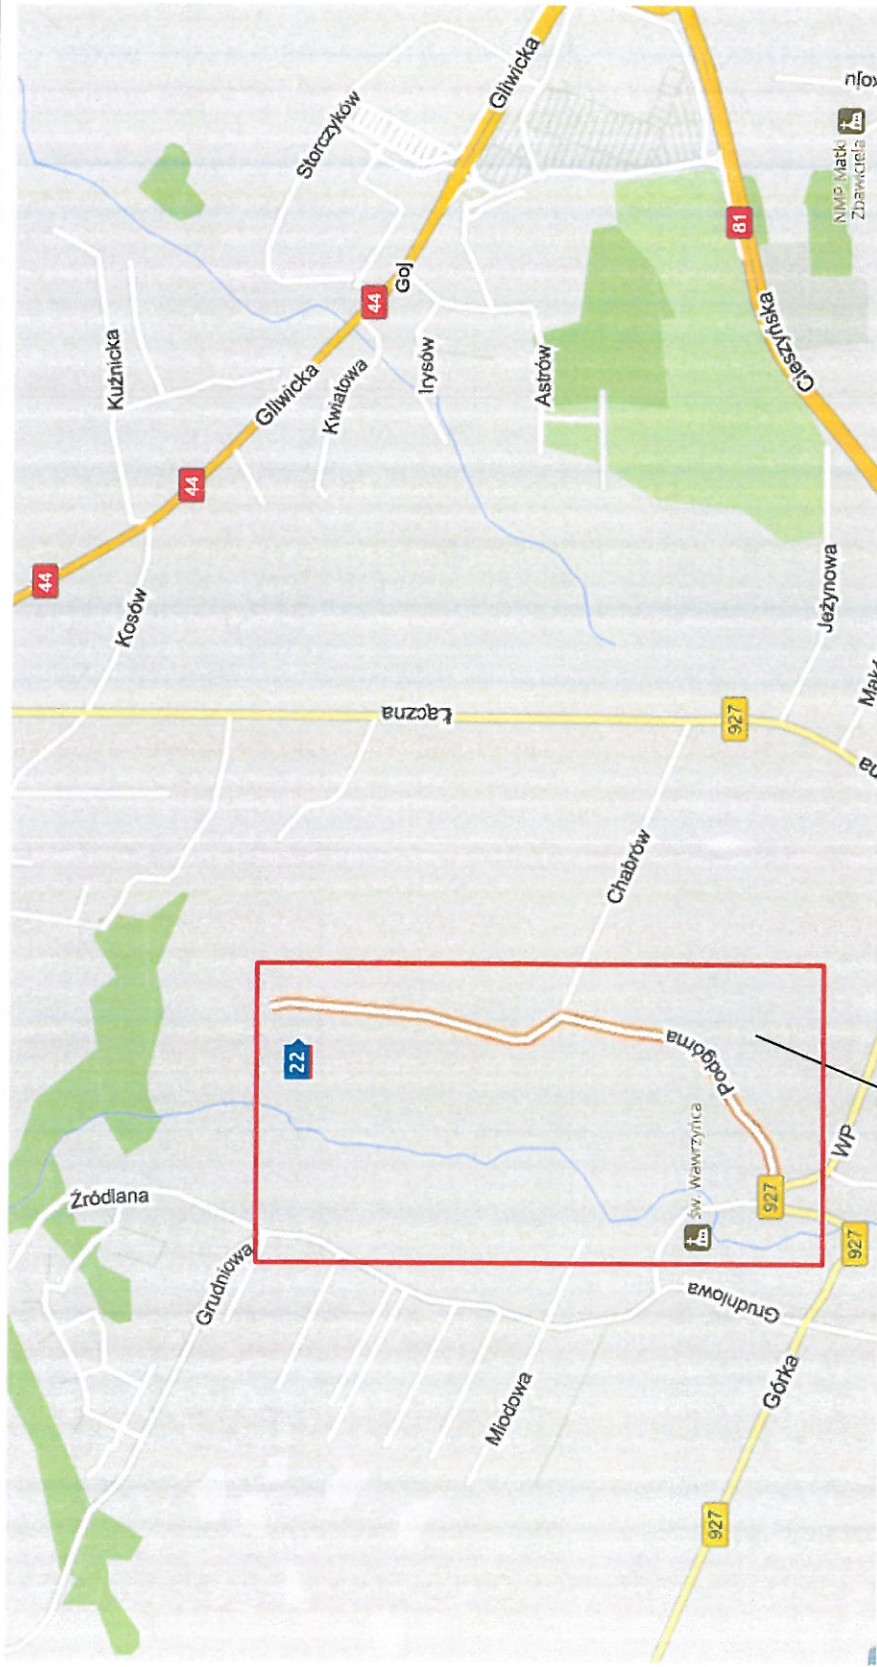 Źródlana
Grudniowa
Miodowa
Górka
927
Grudniowa
927
św. Wawrzyńca
927
WP
Podgórna
22
Chabrów
Łączna
927
Kosów
44
44
Kuźnicka
Gliwicka
Kwiatowa
44
Goj
Irysów
Astrów
Jeżynowa
Storczyków
Gliwicka
81
Cieszyńska
NMP Matki
Zbawiciela